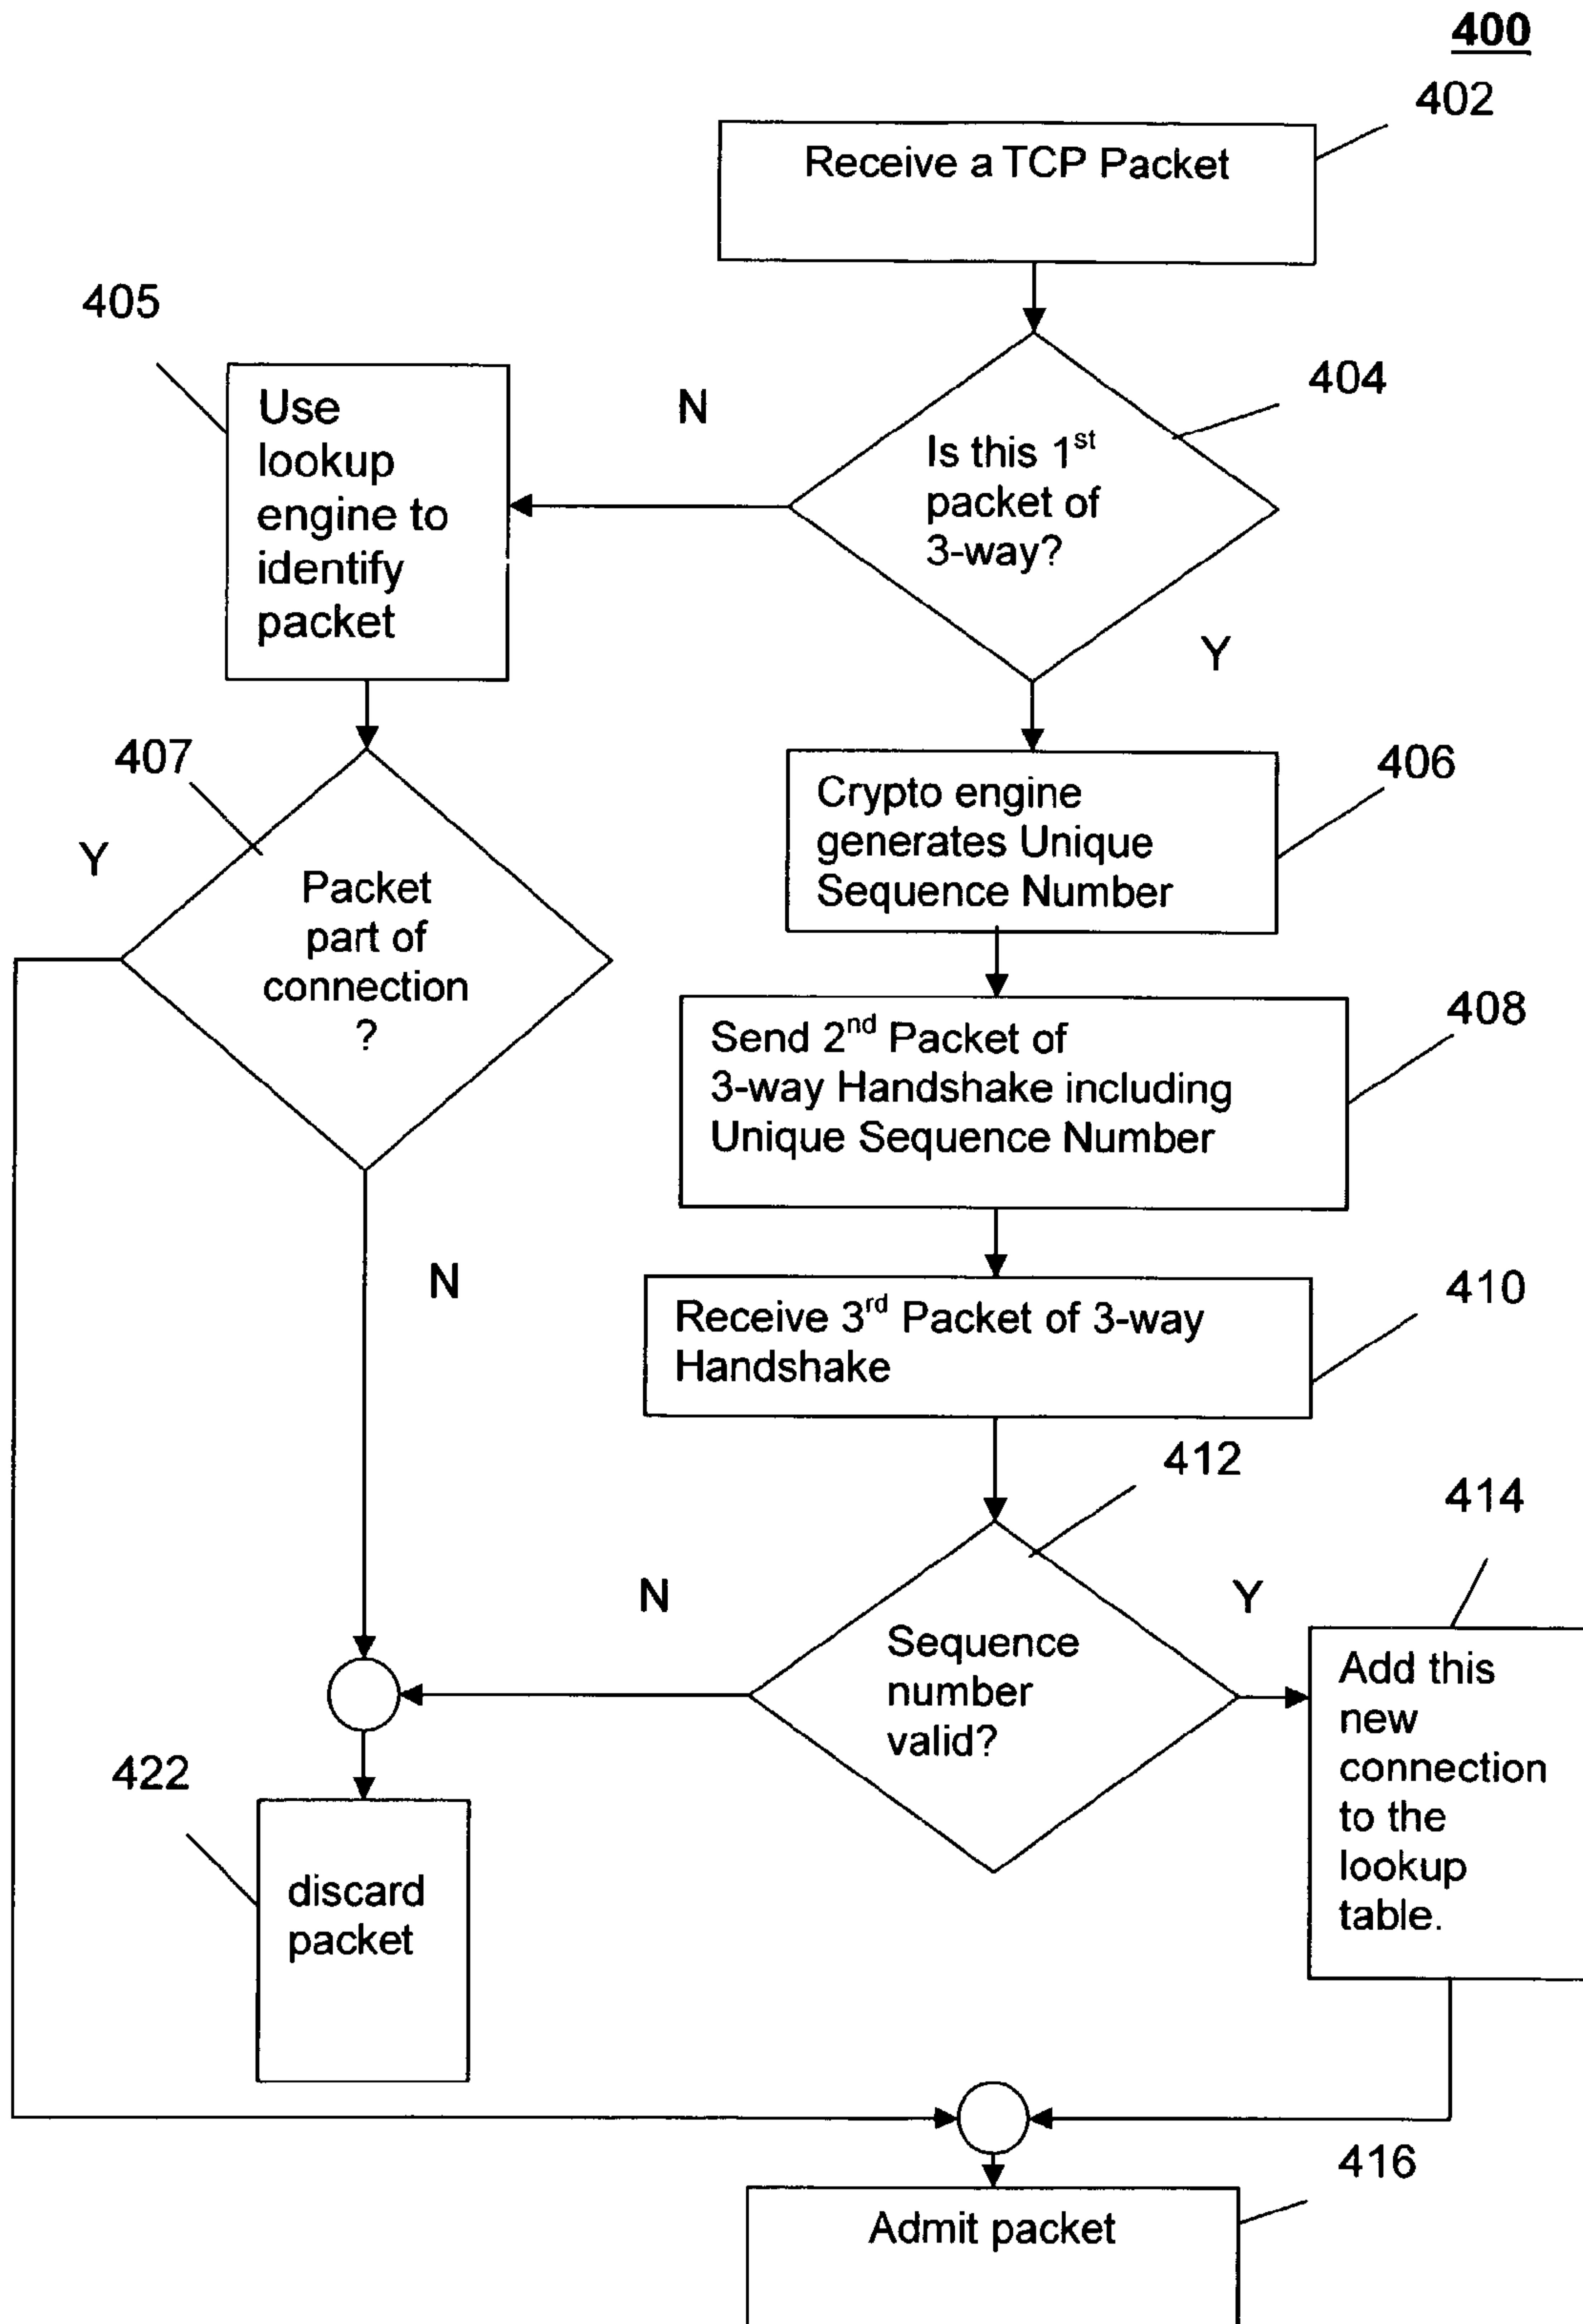 400
402
Receive a TCP Packet
405
Use
lookup
engine to
identify
packet
N
404
Is this 1st
packet of
3-way?
Y
407
Y
Packet
part of
connection
?
N
406
Crypto engine
generates Unique
Sequence Number
408
Send 2nd Packet of
3-way Handshake including
Unique Sequence Number
410
Receive 3rd Packet of 3-way
Handshake
412
N
Sequence
number
valid?
Y
414
Add this
new
connection
to the
lookup
table.
422
discard
packet
416
Admit packet